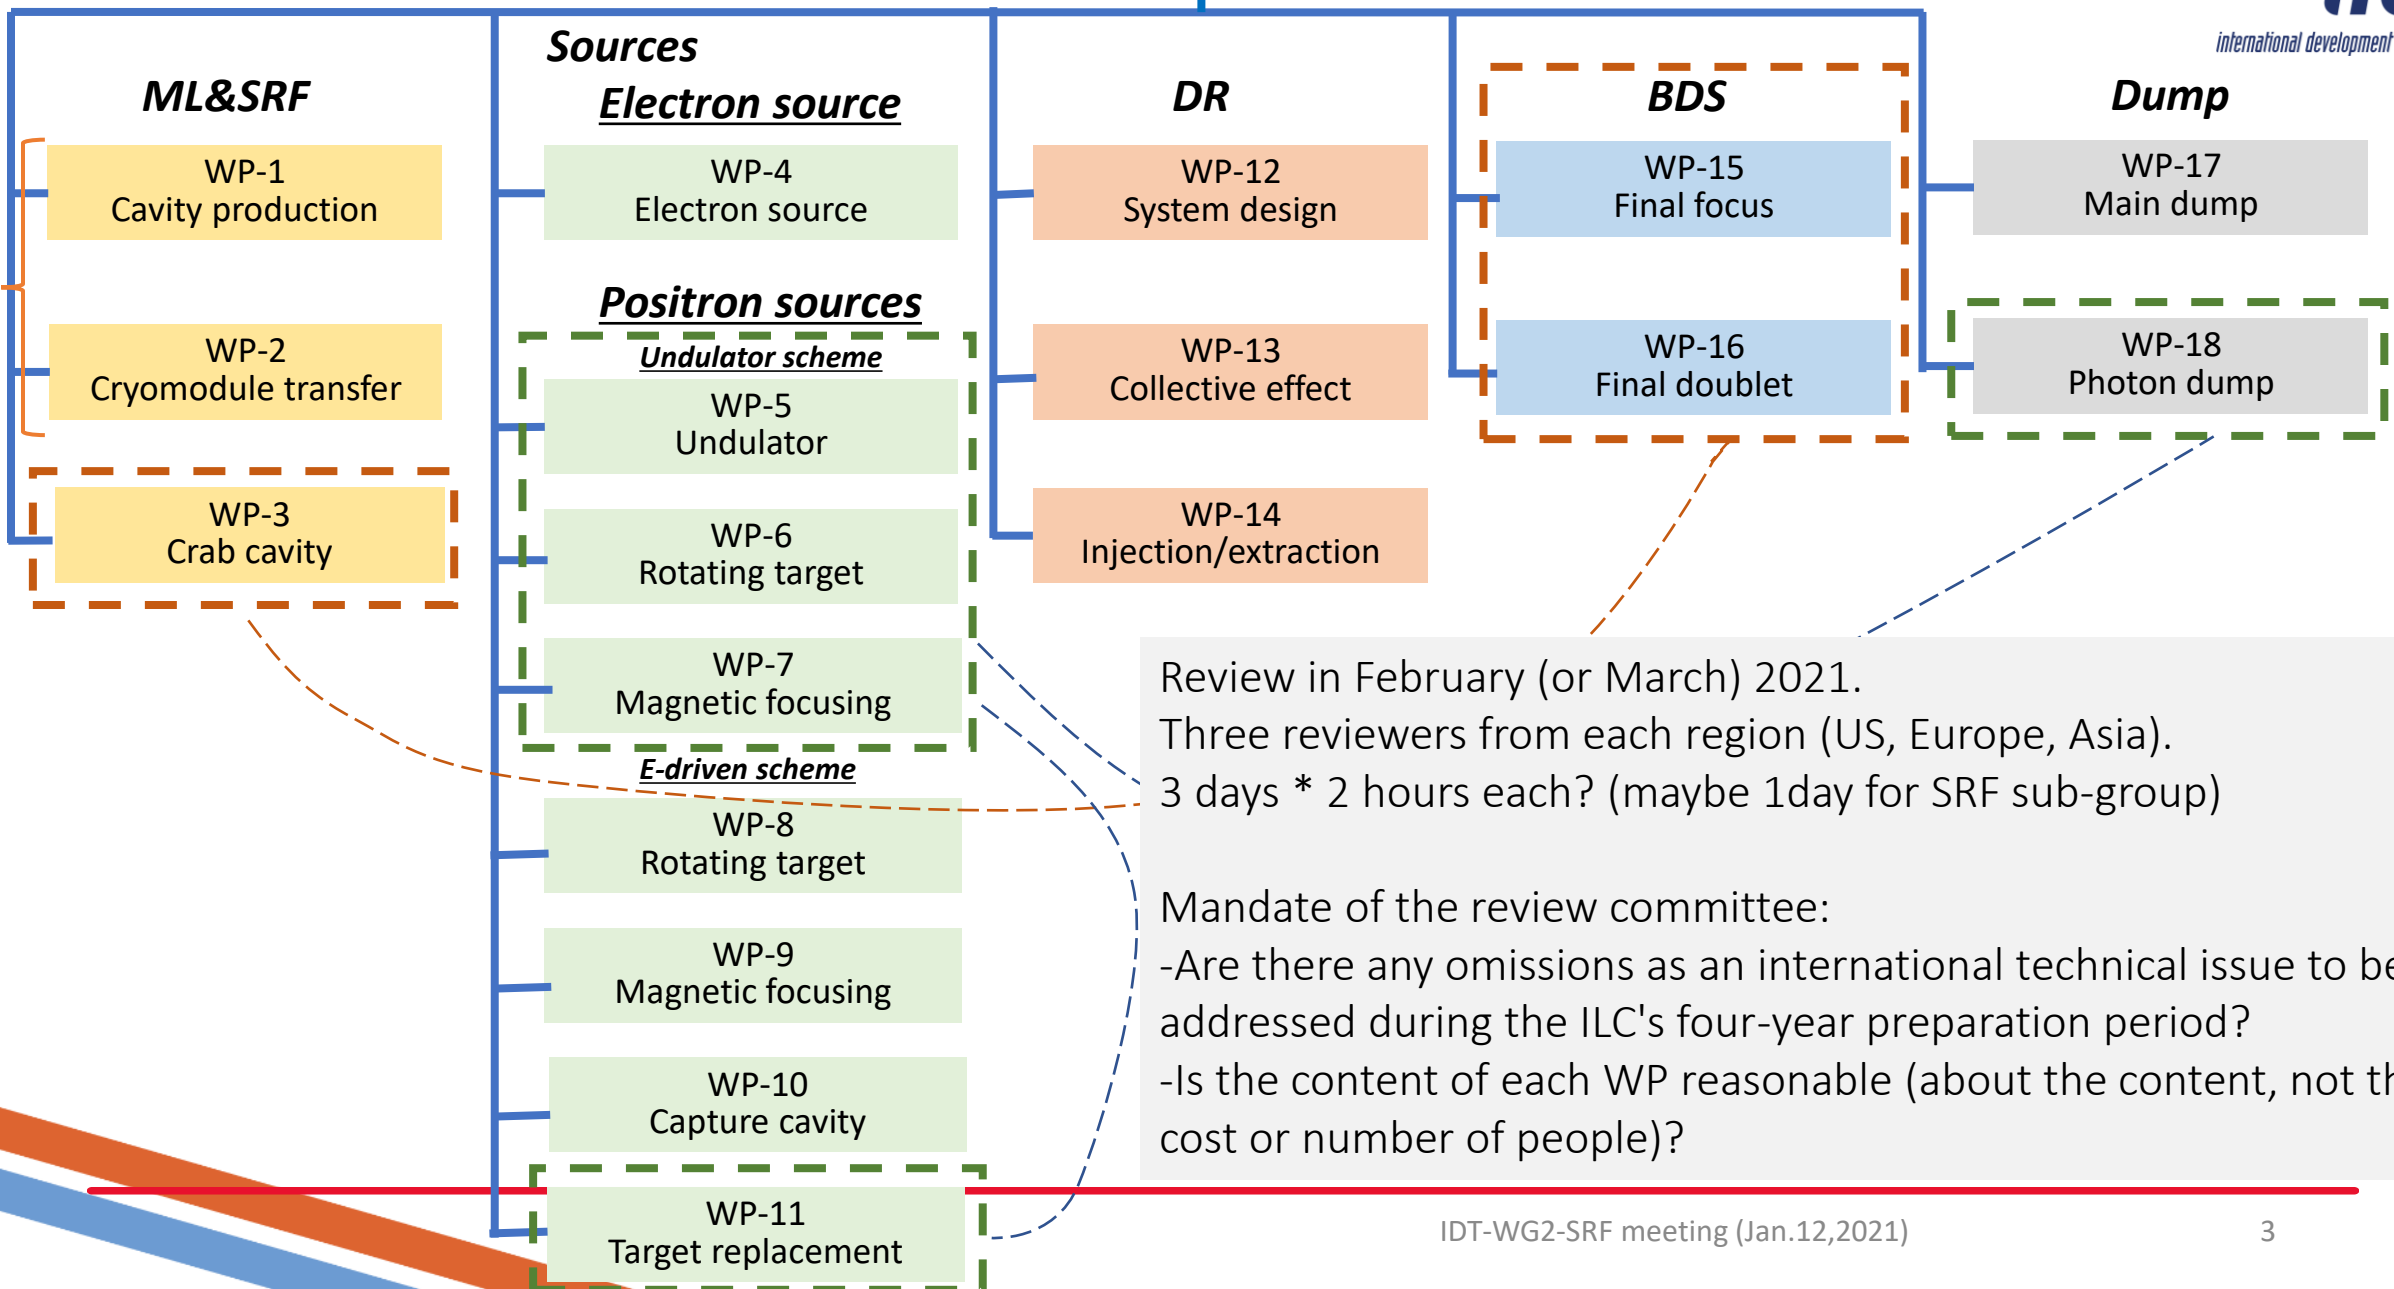 international development
ML&SRF
WP-1
Cavity production
WP-2
Cryomodule transfer
WP-3
Crab cavity
Sources
Electron source
WP-4
Electron source
Positron sources
Undulator scheme
WP-5
Undulator
WP-6
Rotating target
WP-7
Magnetic focusing
E-driven scheme
WP-8
Rotating target
WP-9
Magnetic focusing
WP-10
Capture cavity
WP-11
Target replacement
DR
WP-12
System design
WP-13
Collective effect
WP-14
Injection/extraction
BDS
WP-15
Final focus
WP-16
Final doublet
Dump
WP-17
Main dump
WP-18
Photon dump
Review in February (or March) 2021.
Three reviewers from each region (US, Europe, Asia).
3 days * 2 hours each? (maybe 1day for SRF sub-group)
Mandate of the review committee:
-Are there any omissions as an international technical issue to be
addressed during the ILC's four-year preparation period?
-Is the content of each WP reasonable (about the content, not th
cost or number of people)?
IDT-WG2-SRF meeting (Jan.12,2021)
3